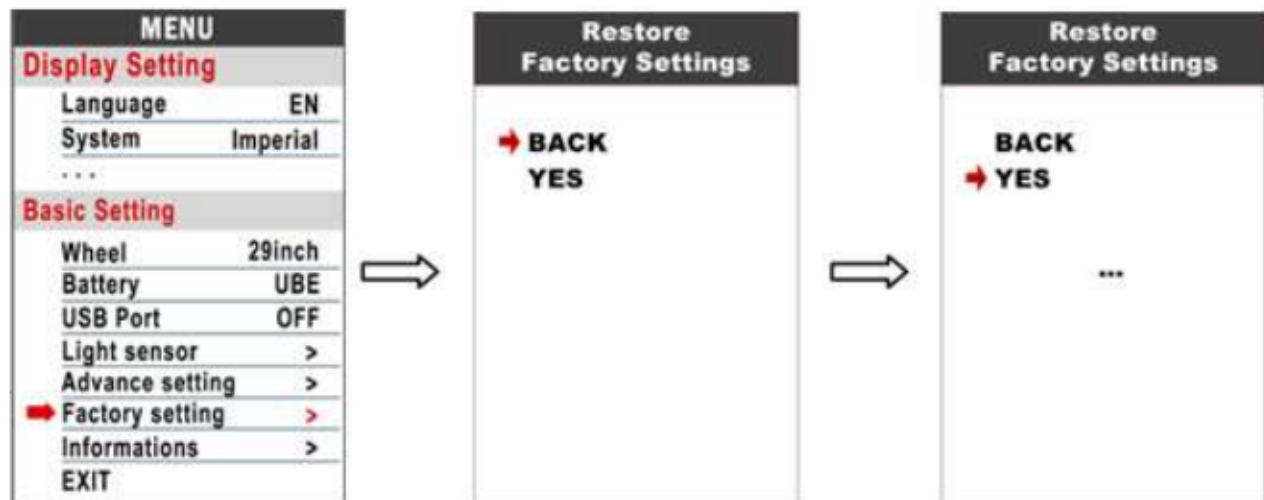 MENU
Display Setting
Language EN
System Imperial
...
Basic Setting
Wheel 29inch
Battery UBE
USB Port OFF
Light sensor >
Advance setting >
Factory setting >
Informations >
EXIT
Restore
Factory Settings
BACK
YES
Restore
Factory Settings
BACK
YES
...